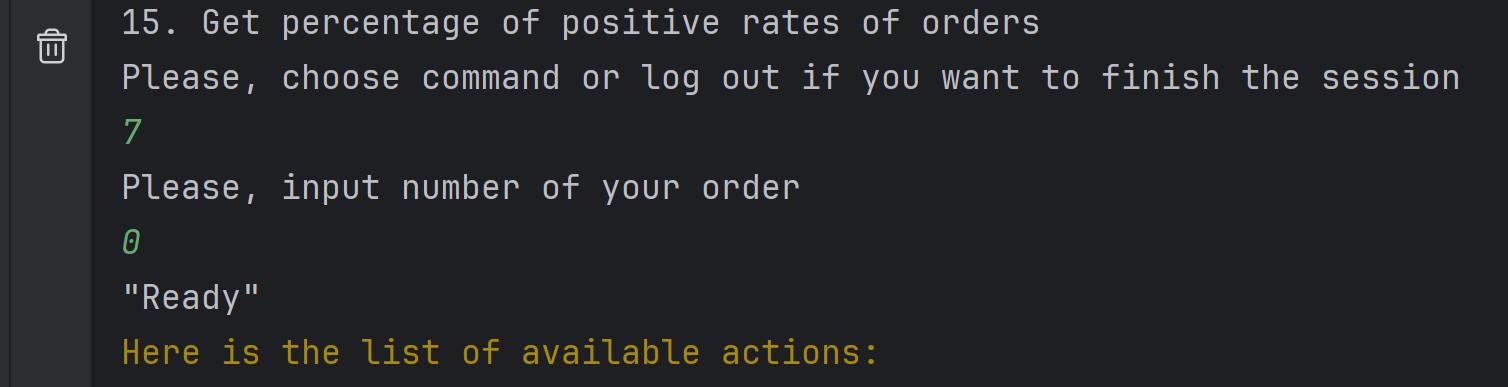 15. Get percentage of positive rates of orders
Please, choose command or log out if you want to finish the session
7
Please, input number of your order
0
"Ready"
Here is the list of available actions: